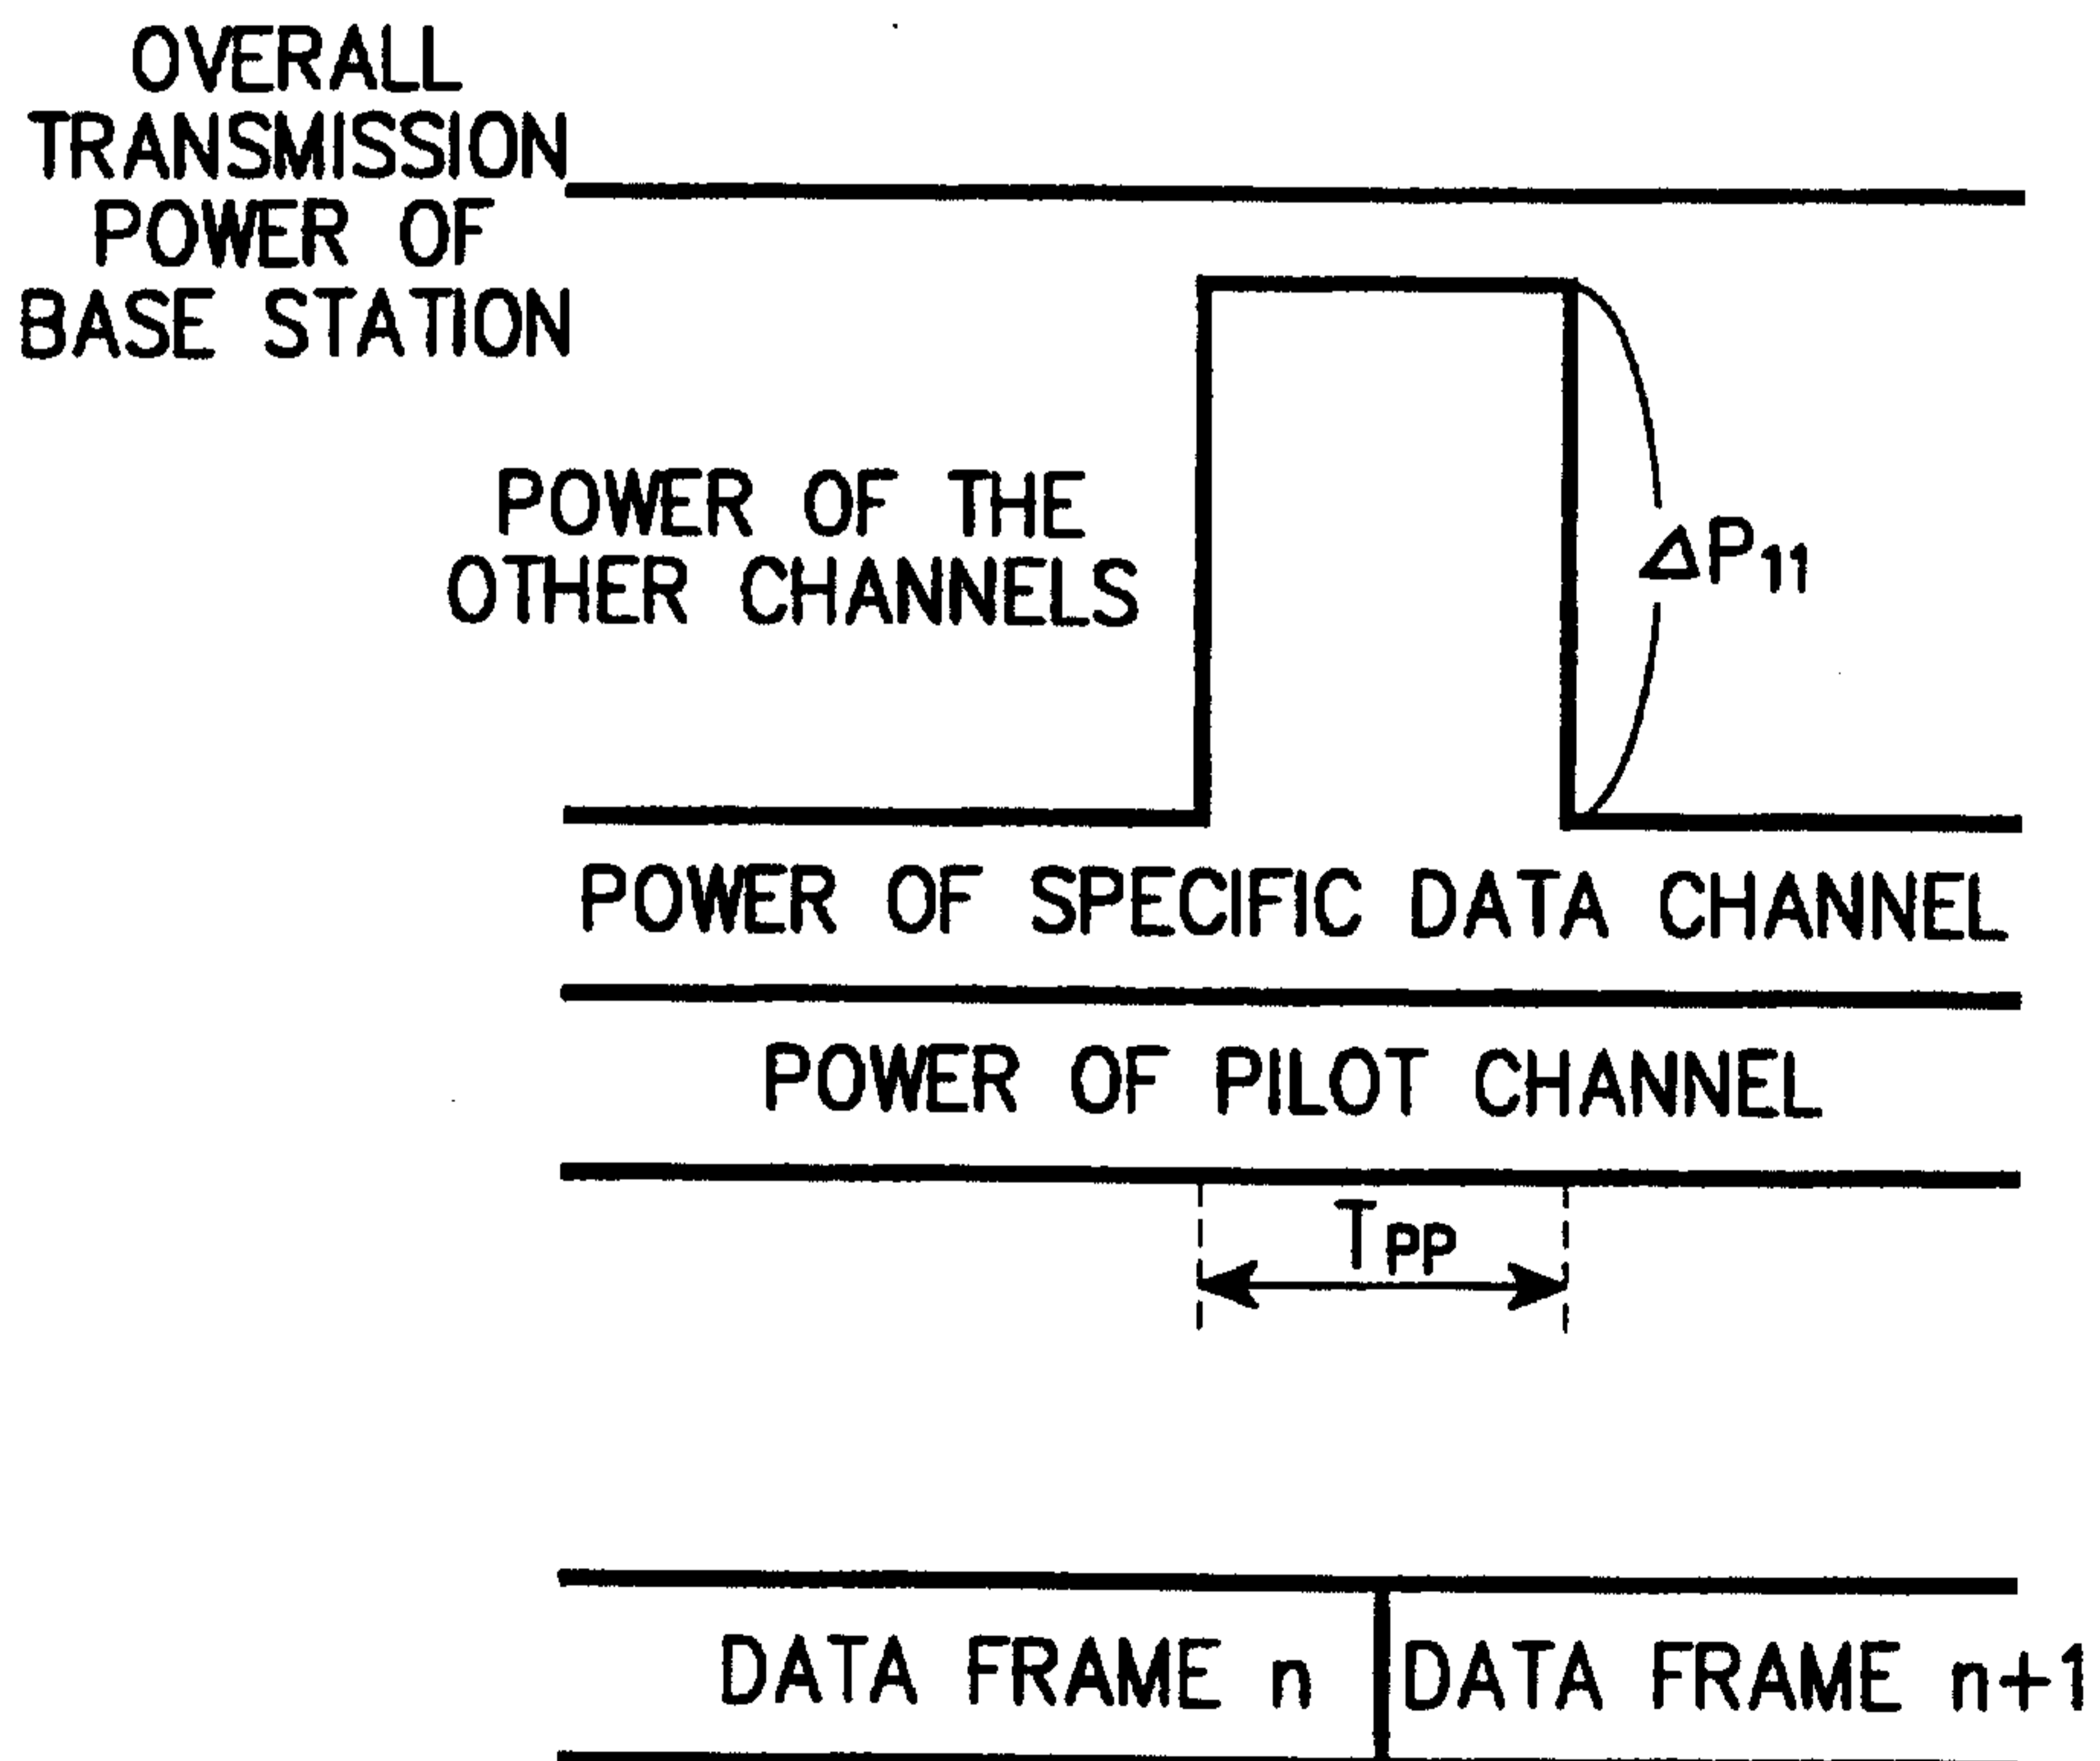 OVERALL
TRANSMISSION
POWER OF
BASE STATION
POWER OF THE
OTHER CHANNELS
ΔP11
POWER OF SPECIFIC DATA CHANNEL
POWER OF PILOT CHANNEL
TPP
DATA FRAME n
DATA FRAME n+1